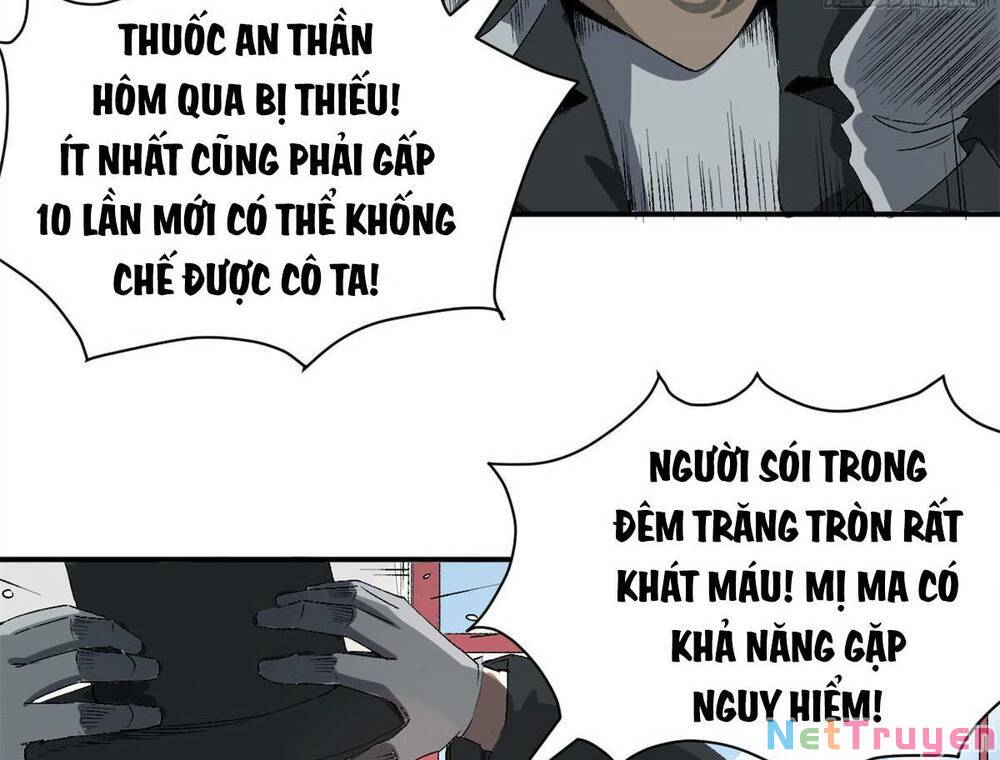 THUỐC AN THẦN
HÔM QUA BỊ THIẾU!
ÍT NHẤT CŨNG PHẢI GẤP
10 LẦN MỚI CÓ THỂ KHỐNG
CHẾ ĐƯỢC CÔ TA!
NGƯỜI SÓI TRONG
ĐÊM TRĂNG TRÒN RẤT
KHÁT MÁU! MỊ MA CÓ
KHẢ NĂNG GẶP
NGUY HIỂM!
NetTruyen